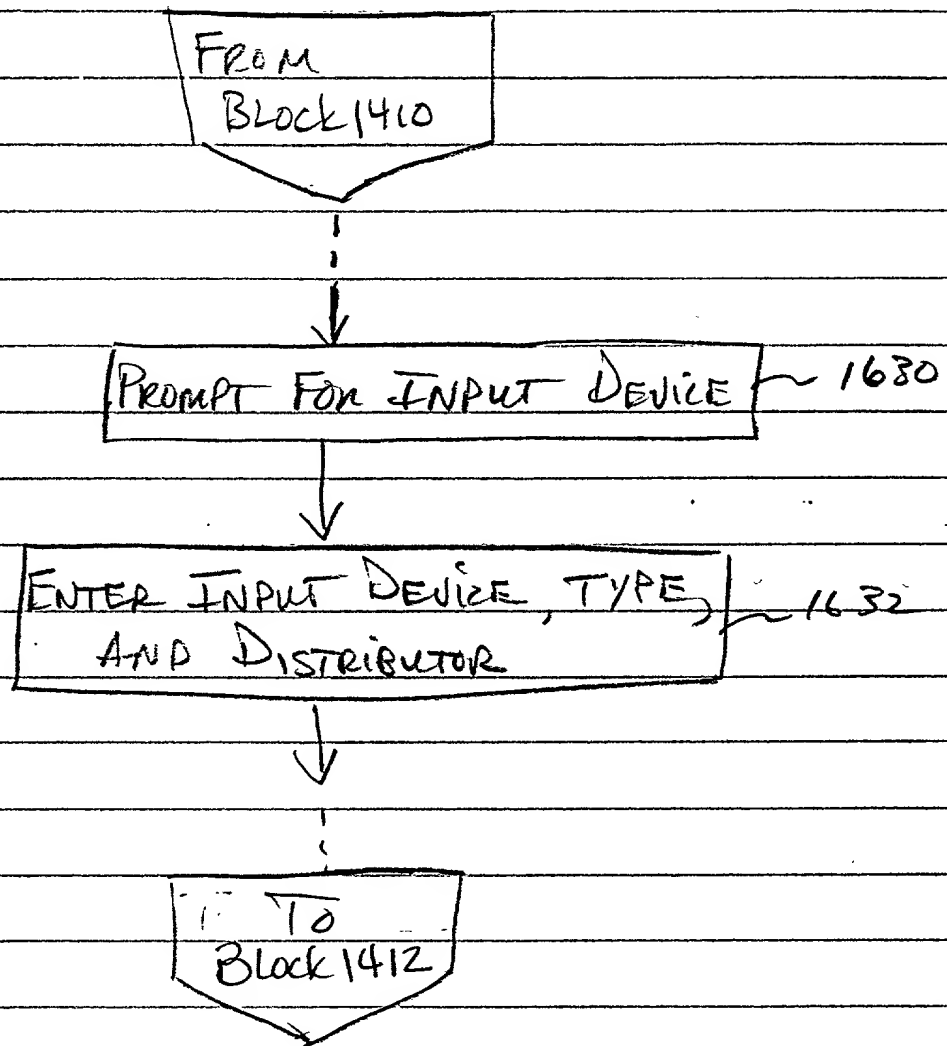 FROM
BLOCK 1410
PROMPT FOR INPUT DEVICE
1630
ENTER INPUT DEVICE, TYPE,
1632
AND DISTRIBUTOR
TO
BLOCK 1412